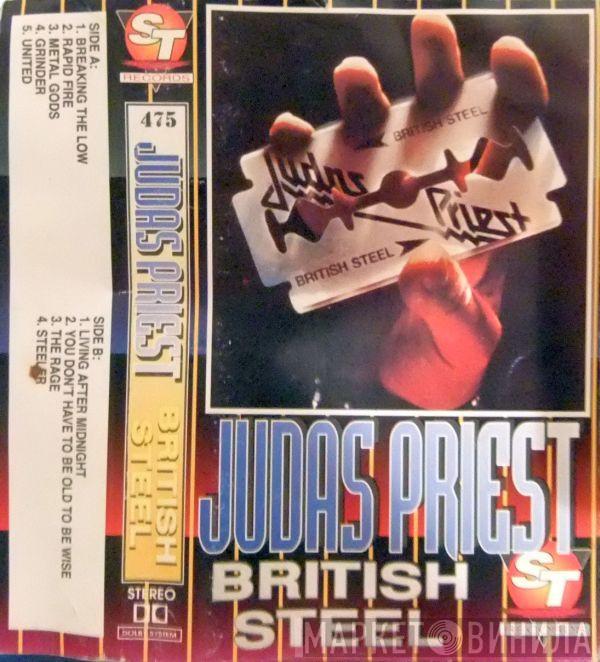 SIDE A:
1. BREAKING THE LOW
2. RAPID FIRE
3. METAL GODS
4. GRINDER
5. UNITED
SIDE B:
1. LIVING AFTER MIDNIGHT
2. YOU DON'T HAVE TO BE OLD TO BE WISE
3. THE RAGE
4. STEELER
ST
RECORDS
475
JUDAS PRIEST
BRITISH
STEEL
STEREO
DOLBY SYSTEM
BRITISH STEEL
Judas
Priest
BRITISH STEEL
JUDAS PRIEST
BRITISH
STEEL
ST
МАРКЕТ ВИНИЛА